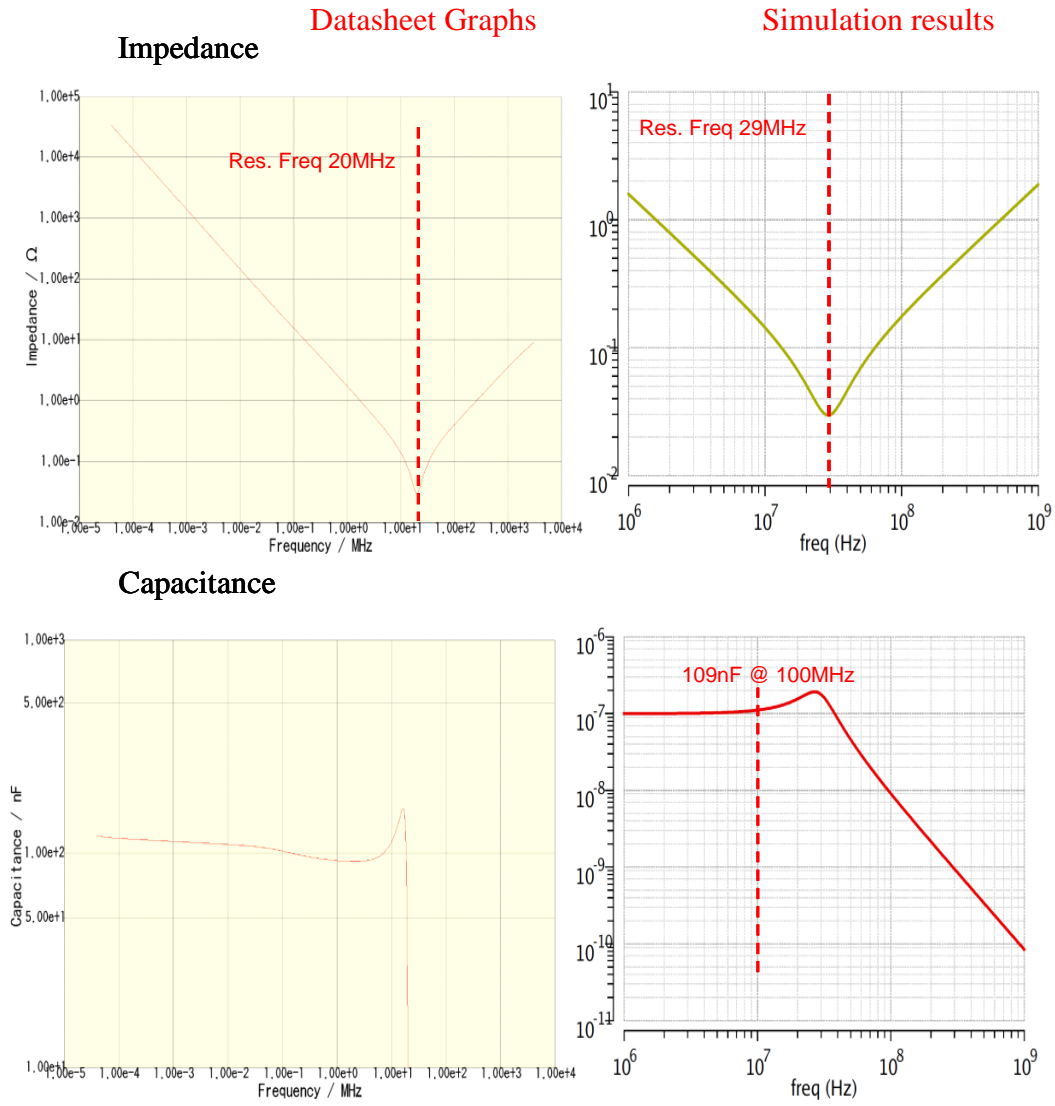 Datasheet Graphs
Simulation results
Impedance
1.00e+5
1.00e+4
1.00e+3
1.00e+2
1.00e+1
1.00e+0
1.00e-1
1.00e-2
Impedance / Ω
Res. Freq 20MHz
1.00e-5 1.00e-4 1.00e-3 1.00e-2 1.00e-1 1.00e+0 1.00e+1 1.00e+2 1.00e+3 1.00e+4
Frequency / MHz
10^1
10^0
10^-1
10^-2
Res. Freq 29MHz
10^6 10^7 10^8 10^9
freq (Hz)
Capacitance
1.00e+3
5.00e+2
1.00e+2
5.00e+1
1.00e+1
Capacitance / nF
1.00e-5 1.00e-4 1.00e-3 1.00e-2 1.00e-1 1.00e+0 1.00e+1 1.00e+2 1.00e+3 1.00e+4
Frequency / MHz
10^-6
10^-7
10^-8
10^-9
10^-10
10^-11
109nF @ 100MHz
10^6 10^7 10^8 10^9
freq (Hz)